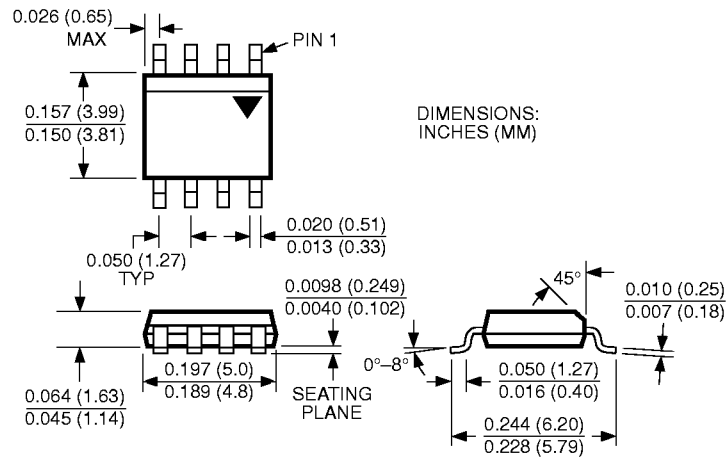 0.026 (0.65)
MAX
PIN 1
0.157 (3.99)
0.150 (3.81)
DIMENSIONS:
INCHES (MM)
0.020 (0.51)
0.013 (0.33)
0.050 (1.27)
TYP
0.0098 (0.249)
0.0040 (0.102)
45°
0.010 (0.25)
0.007 (0.18)
0°–8°
0.064 (1.63)
0.045 (1.14)
0.197 (5.0)
0.189 (4.8)
SEATING
PLANE
0.050 (1.27)
0.016 (0.40)
0.244 (6.20)
0.228 (5.79)